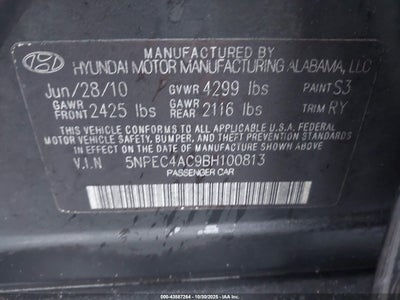 MANUFACTURED BY
HYUNDAI MOTOR MANUFACTURING ALABAMA, LLC
Jun/28/10 GVWR 4299 lbs PAINT S3
GAWR FRONT 2425 lbs GAWR REAR 2116 lbs TRIM RY
THIS VEHICLE CONFORMS TO ALL APPLICABLE U.S. FEDERAL
MOTOR VEHICLE SAFETY, BUMPER, AND THEFT PREVENTION STANDARDS
IN EFFECT ON THE DATE OF MANUFACTURE SHOWN ABOVE.
V.I.N 5NPEC4AC9BH100813
PASSENGER CAR
000-43587264 - 10/30/2025 - IAAI.COM